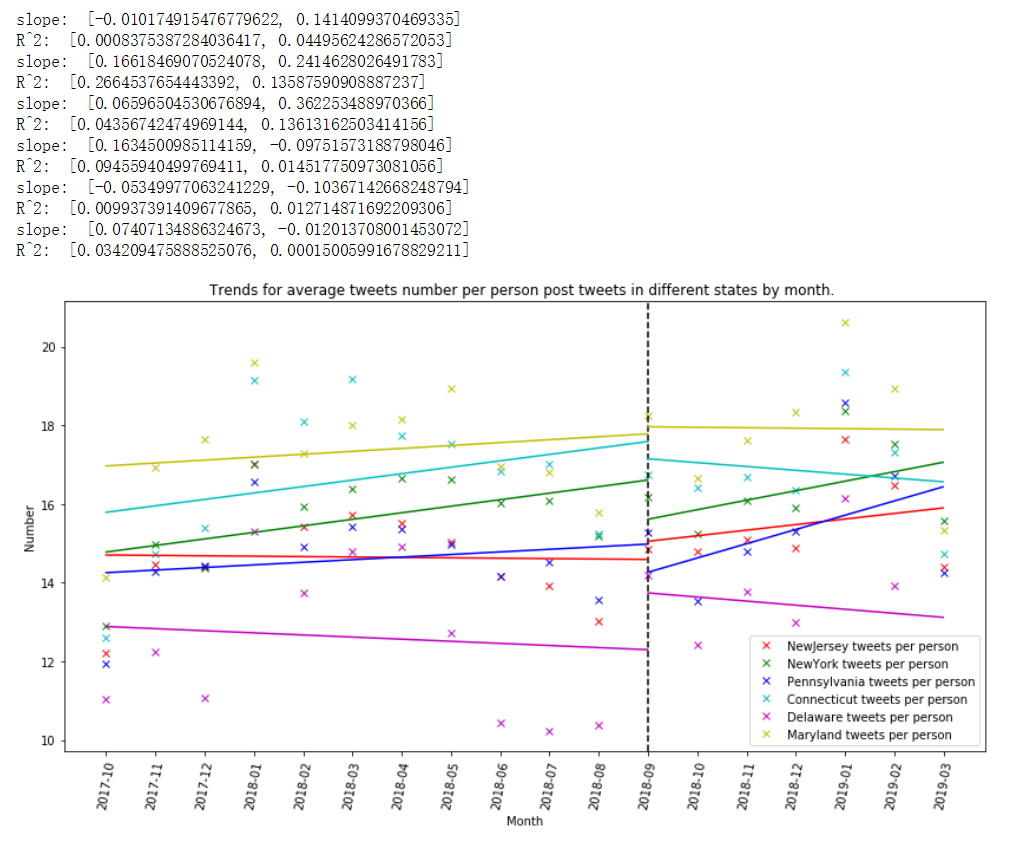 slope:  [-0.010174915476779622, 0.1414099370469335]
R^2:  [0.0008375387284036417, 0.04495624286572053]
slope:  [0.16618469070524078, 0.2414628026491783]
R^2:  [0.2664537654443392, 0.13587590908887237]
slope:  [0.06596504530676894, 0.362253488970366]
R^2:  [0.04356742474969144, 0.13613162503414156]
slope:  [0.1634500985114159, -0.09751573188798046]
R^2:  [0.09455940499769411, 0.014517750973081056]
slope:  [-0.05349977063241229, -0.10367142668248794]
R^2:  [0.009937391409677865, 0.012714871692209306]
slope:  [0.07407134886324673, -0.012013708001453072]
R^2:  [0.034209475888525076, 0.00015005991678829211]
Trends for average tweets number per person post tweets in different states by month.
20
18
16
14
12
10
Number
NewJersey tweets per person
NewYork tweets per person
Pennsylvania tweets per person
Connecticut tweets per person
Delaware tweets per person
Maryland tweets per person
2017-10
2017-11
2017-12
2018-01
2018-02
2018-03
2018-04
2018-05
2018-06
2018-07
2018-08
2018-09
2018-10
2018-11
2018-12
2019-01
2019-02
2019-03
Month